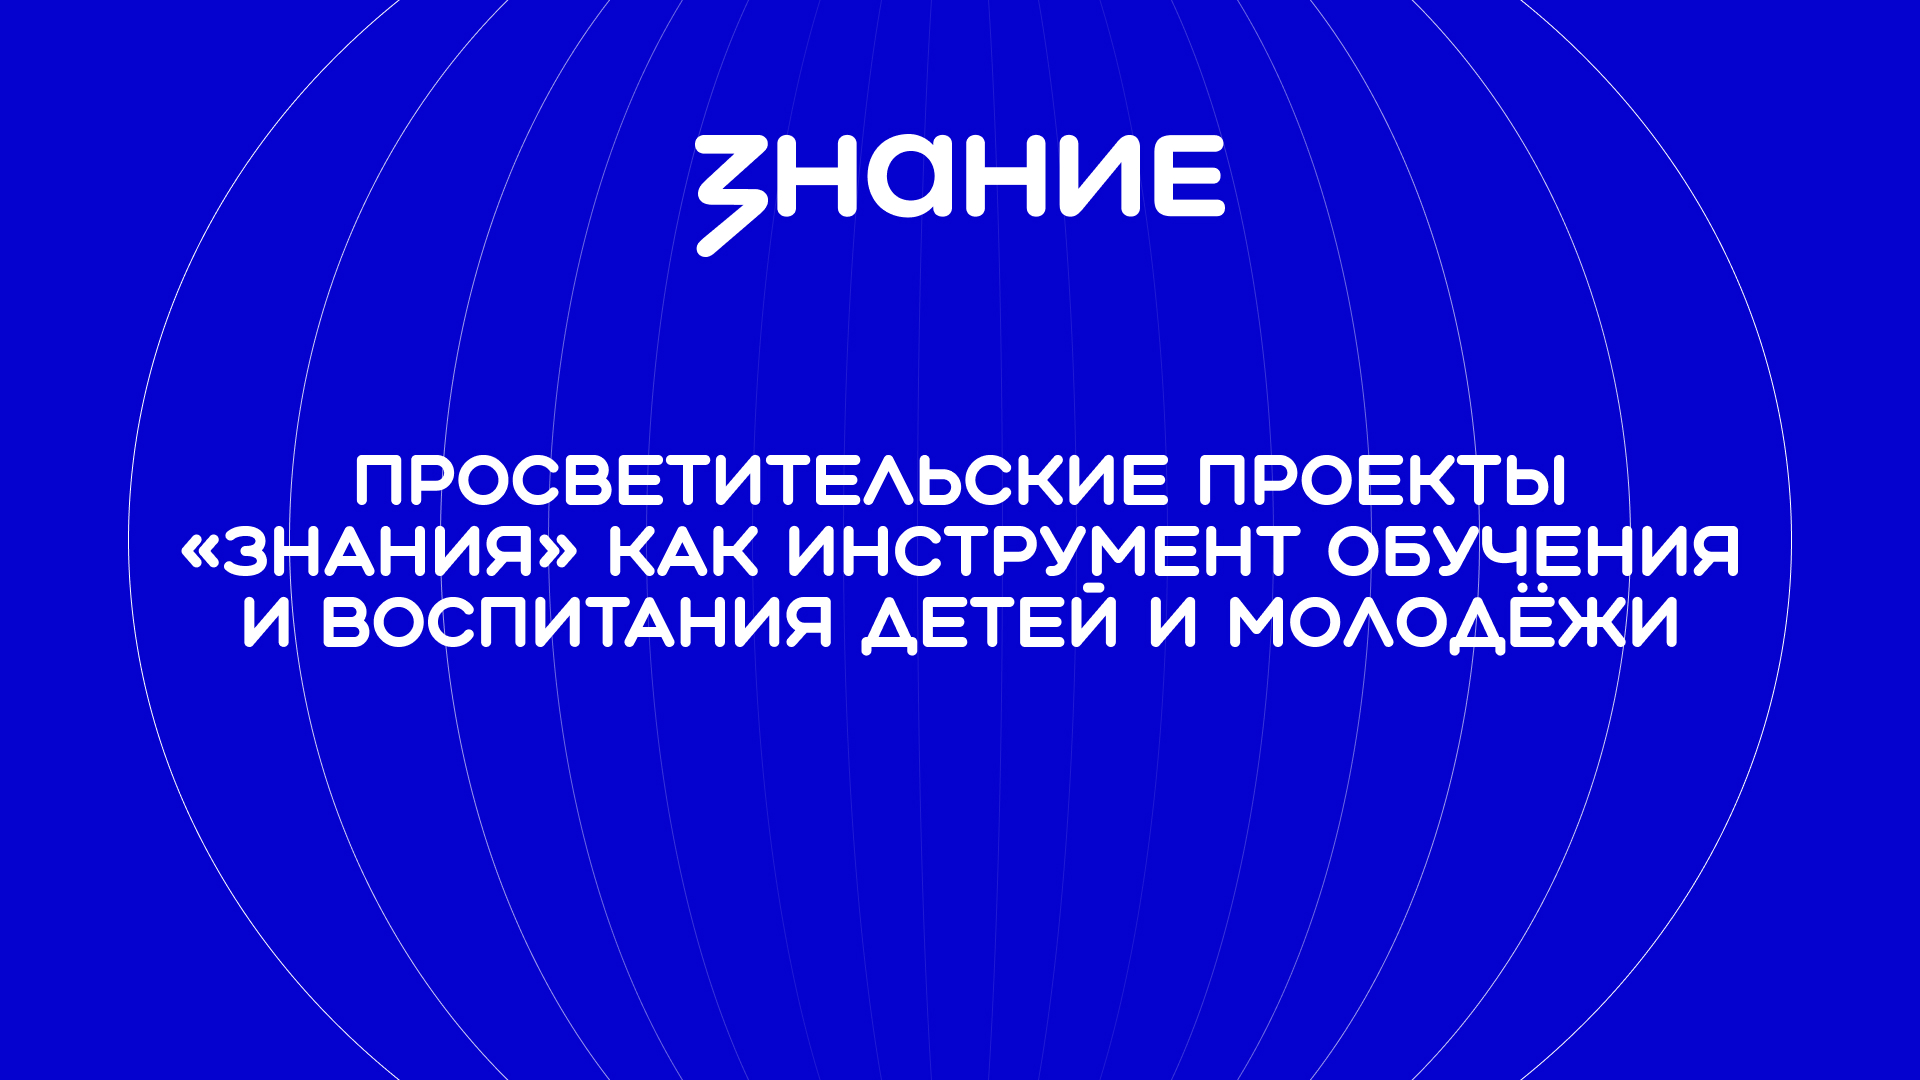 ЗНАНИЕ
ПРОСВЕТИТЕЛЬСКИЕ ПРОЕКТЫ
«ЗНАНИЯ» КАК ИНСТРУМЕНТ ОБУЧЕНИЯ
И ВОСПИТАНИЯ ДЕТЕЙ И МОЛОДЁЖИ